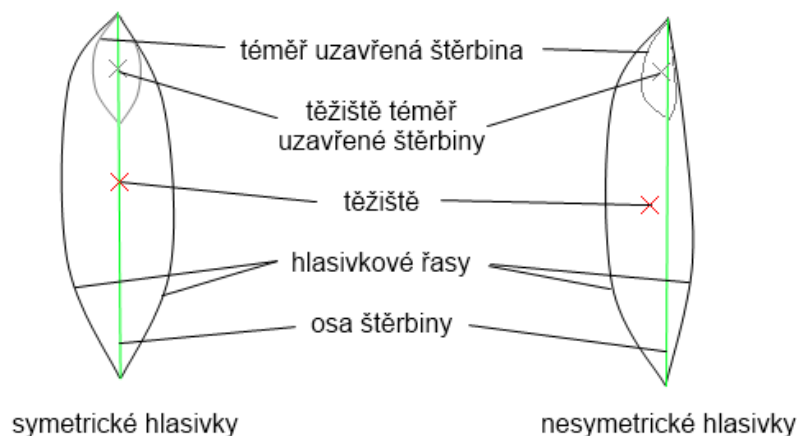 téměř uzavřená štěrbina
těžiště téměř
uzavřené štěrbiny
těžiště
hlasivkové řasy
osa štěrbiny
symetrické hlasivky
nesymetrické hlasivky